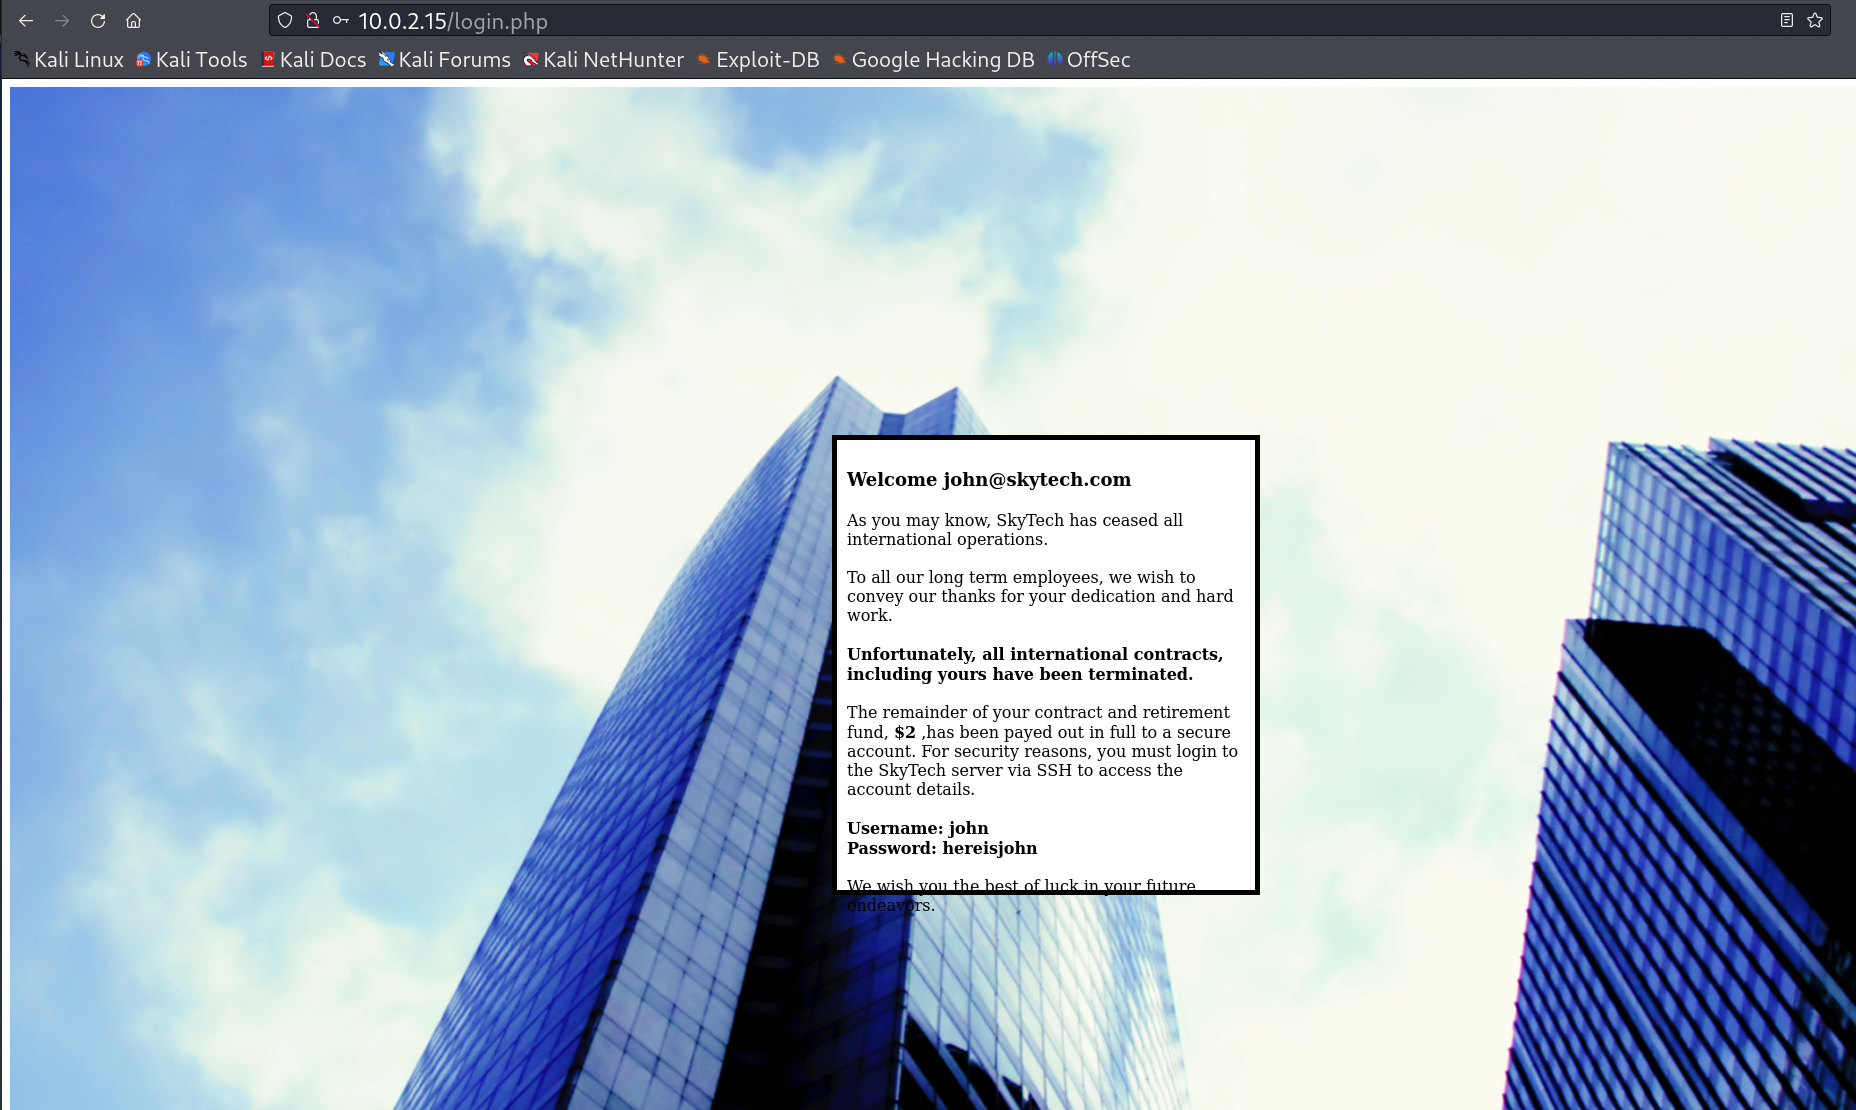 10.0.2.15/login.php
Kali Linux Kali Tools Kali Docs Kali Forums Kali NetHunter Exploit-DB Google Hacking DB OffSec
Welcome john@skytech.com
As you may know, SkyTech has ceased all
international operations.
To all our long term employees, we wish to
convey our thanks for your dedication and hard
work.
Unfortunately, all international contracts,
including yours have been terminated.
The remainder of your contract and retirement
fund, $2 ,has been payed out in full to a secure
account. For security reasons, you must login to
the SkyTech server via SSH to access the
account details.
Username: john
Password: hereisjohn
We wish you the best of luck in your future
endeavors.